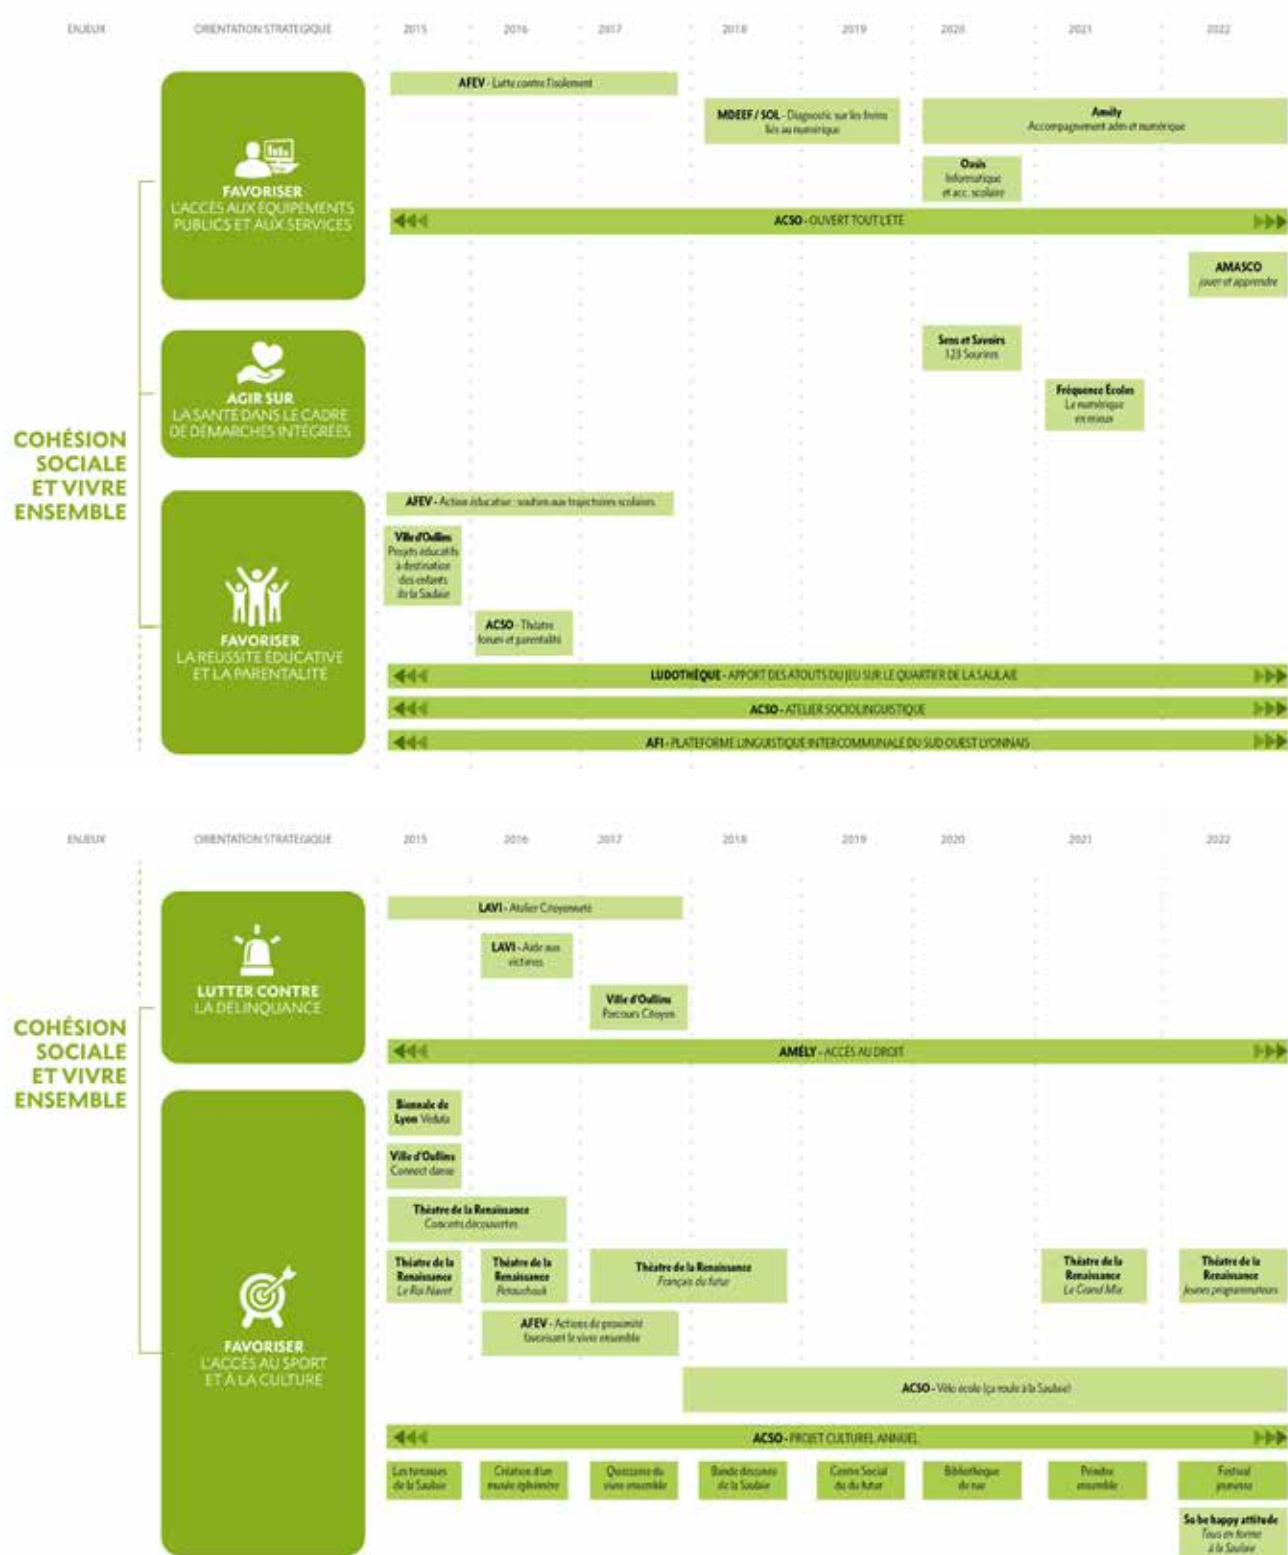 ENJEUX ORIENTATION STRATEGIQUE 2015 2016 2017 2018 2019 2020 2021 2022
AFEV - Lutte contre l'isolement
MDEEF / SOL - Diagnostic sur les freins
liés au numérique
Amély
Accompagnement adm et numérique
Oasis
Informatique
et acc. scolaire
FAVORISER
L'ACCÈS AUX ÉQUIPEMENTS
PUBLICS ET AUX SERVICES
ACSO - OUVERT TOUT L'ÉTÉ
AMASCO
jouer et apprendre
Sens et Savoirs
123 Sourires
AGIR SUR
LA SANTÉ DANS LE CADRE
DE DÉMARCHES INTÉGRÉES
Fréquence Écoles
Le numérique
en mieux
COHÉSION
SOCIALE
ET VIVRE
ENSEMBLE
AFEV - Action éducative : soutien aux trajectoires scolaires
Ville d'Oullins
Projets éducatifs
à destination
des enfants
de la Saulaie
ACSO - Théatre
forum et parentalité
FAVORISER
LA RÉUSSITE ÉDUCATIVE
ET LA PARENTALITÉ
LUDOTHÈQUE - APPORT DES ATOUTS DU JEU SUR LE QUARTIER DE LA SAULAIE
ACSO - ATELIER SOCIOLINGUISTIQUE
AFI - PLATEFORME LINGUISTIQUE INTERCOMMUNALE DU SUD OUEST LYONNAIS
ENJEUX ORIENTATION STRATEGIQUE 2015 2016 2017 2018 2019 2020 2021 2022
LAVI - Atelier Citoyenneté
LAVI - Aide aux
victimes
Ville d'Oullins
Parcours Citoyen
LUTTER CONTRE
LA DÉLINQUANCE
AMÉLY - ACCÈS AU DROIT
COHÉSION
SOCIALE
ET VIVRE
ENSEMBLE
Biennale de
Lyon Veduta
Ville d'Oullins
Connect danse
Théatre de la Renaissance
Concerts découvertes
Théatre de la
Renaissance
Le Roi Navet
Théatre de la
Renaissance
Petouchouk
Théatre de la Renaissance
Français du futur
Théatre de la
Renaissance
Le Grand Mix
Théatre de la
Renaissance
Jeunes programmateurs
AFEV - Actions de proximité
favorisant le vivre ensemble
FAVORISER
L'ACCÈS AU SPORT
ET À LA CULTURE
ACSO - Vélo école (ça roule à la Saulaie)
ACSO - PROJET CULTUREL ANNUEL
Les terrasses
de la Saulaie
Création d'un
musée éphémère
Quinzaine du
vivre ensemble
Bande dessinée
de la Saulaie
Centre Social
du du futur
Bibliothèque
de rue
Peindre
ensemble
Festival
jeunesse
So be happy attitude
Tous en forme
à la Saulaie